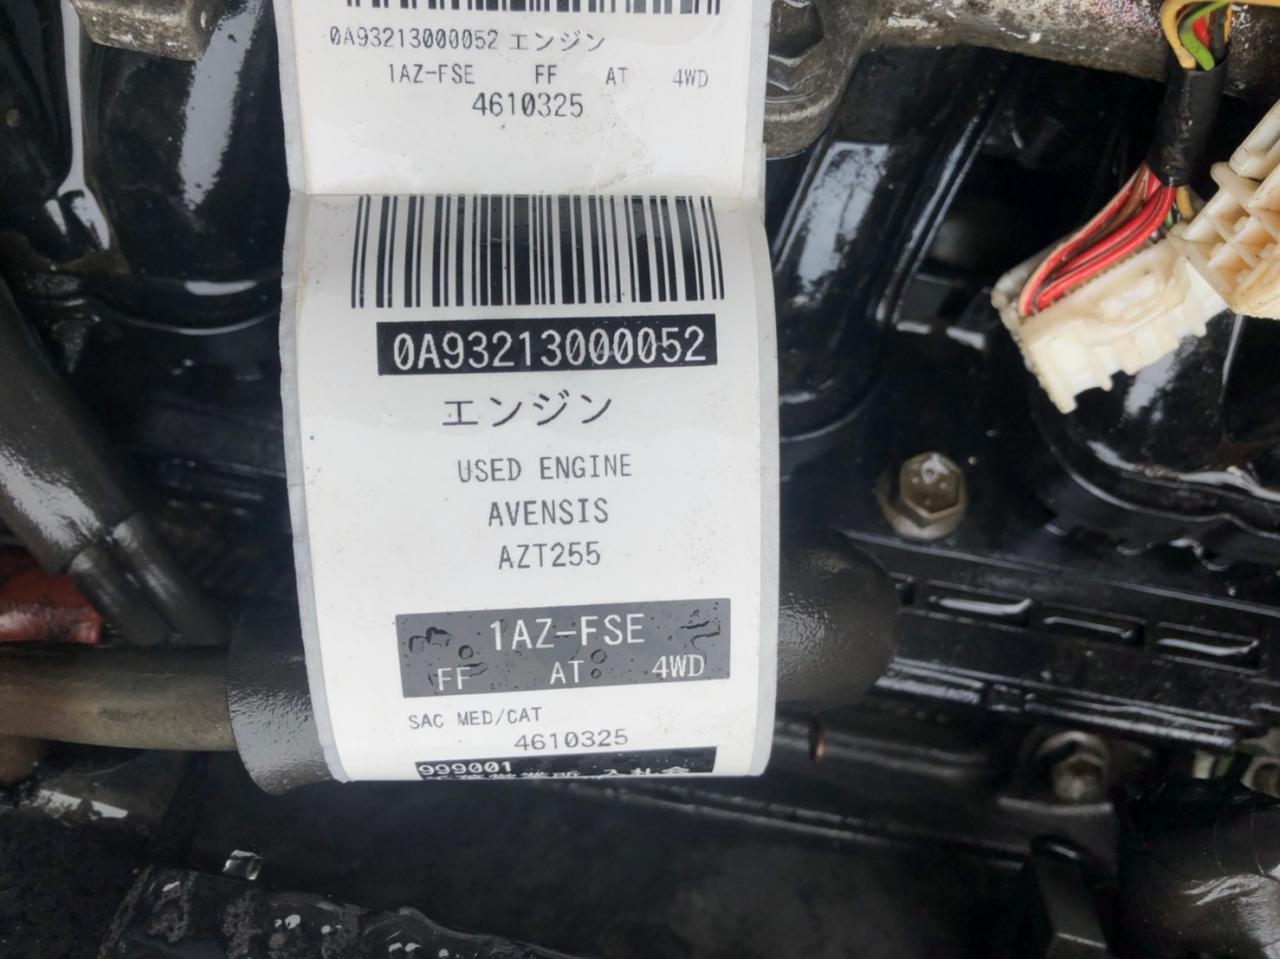 0A93213000052 エンジン
1AZ-FSE FF AT 4WD
4610325
0A93213000052
エンジン
USED ENGINE
AVENSIS
AZT255
1AZ-FSE
FF AT 4WD
SAC MED/CAT
4610325
999001